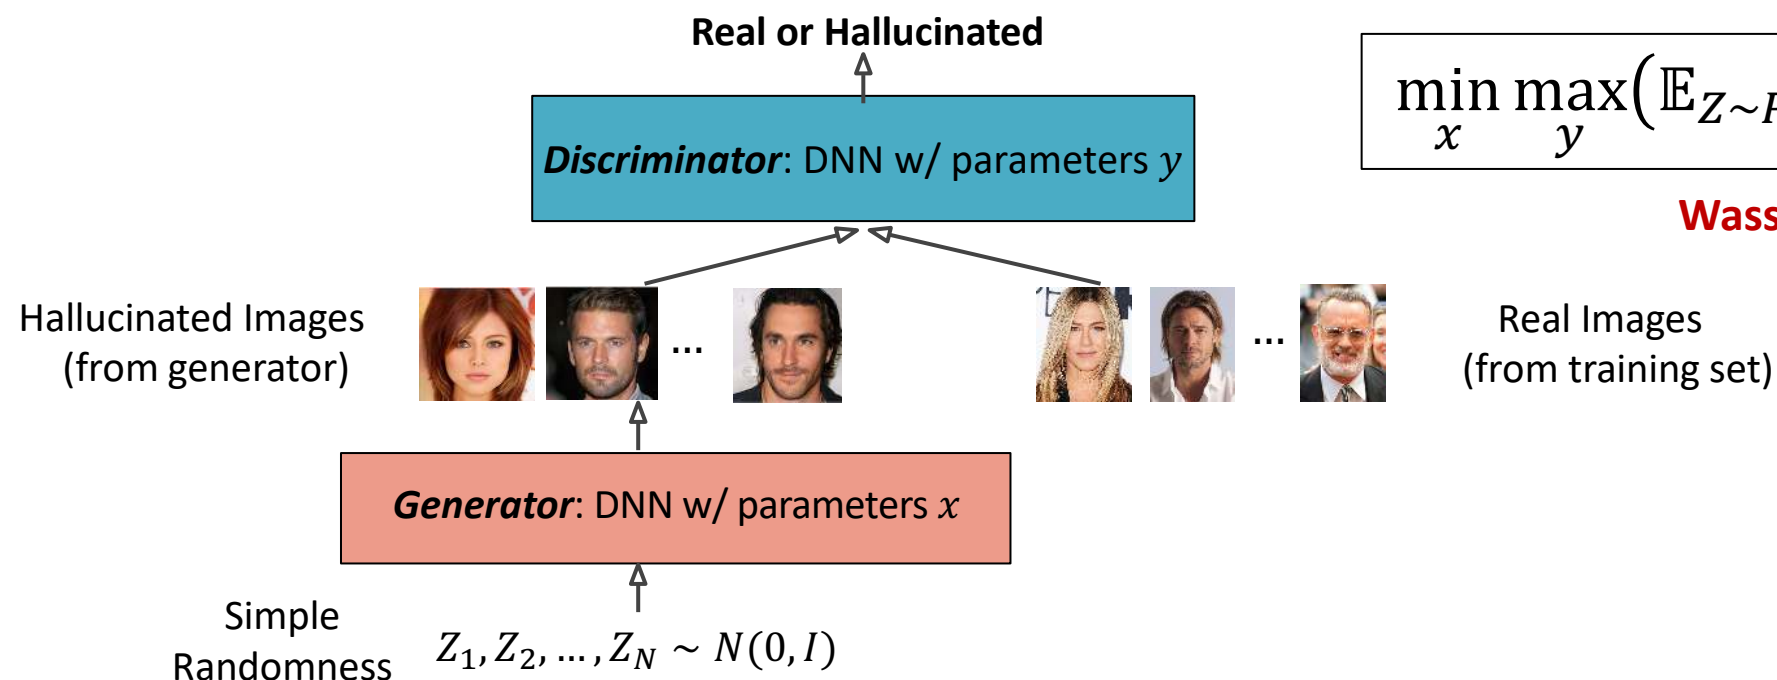 Real or Hallucinated
min max(𝔼_{Z~
x y
Discriminator: DNN w/ parameters y
Wass
Hallucinated Images
(from generator)
...
...
Real Images
(from training set)
Generator: DNN w/ parameters x
Simple
Randomness
Z₁, Z₂, ..., Z_N ~ N(0, I)